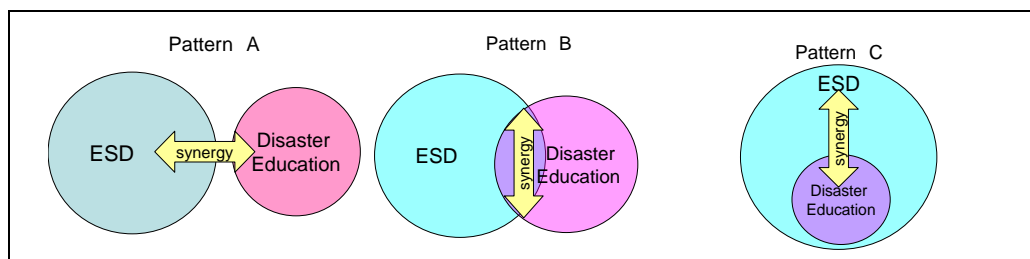 Pattern A
ESD
synergy
Disaster
Education
Pattern B
ESD
synergy
Disaster
Education
Pattern C
ESD
synergy
Disaster
Education